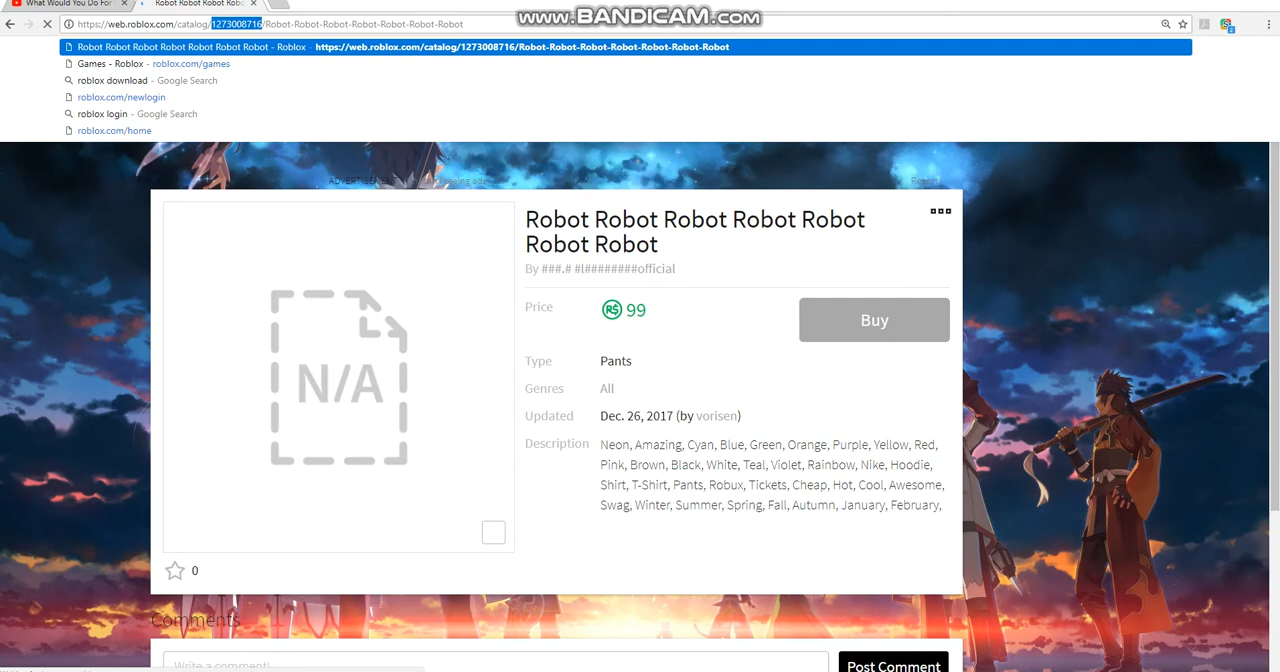 What Would You Do For
Robot Robot Robot Robo
www.BANDICAM.com
https://web.roblox.com/catalog/1273008716/Robot-Robot-Robot-Robot-Robot-Robot-Robot
Robot Robot Robot Robot Robot Robot Robot - Roblox - https://web.roblox.com/catalog/1273008716/Robot-Robot-Robot-Robot-Robot-Robot-Robot
Games - Roblox - roblox.com/games
roblox download - Google Search
roblox.com/newlogin
roblox login - Google Search
roblox.com/home
Robot Robot Robot Robot Robot
Robot Robot
By ###.# #l########official
Price R$ 99
Buy
Type Pants
Genres All
Updated Dec. 26, 2017 (by vorisen)
Description Neon, Amazing, Cyan, Blue, Green, Orange, Purple, Yellow, Red,
Pink, Brown, Black, White, Teal, Violet, Rainbow, Nike, Hoodie,
Shirt, T-Shirt, Pants, Robux, Tickets, Cheap, Hot, Cool, Awesome,
Swag, Winter, Summer, Spring, Fall, Autumn, January, February,
N/A
0
Comments
Write a comment!
Post Comment